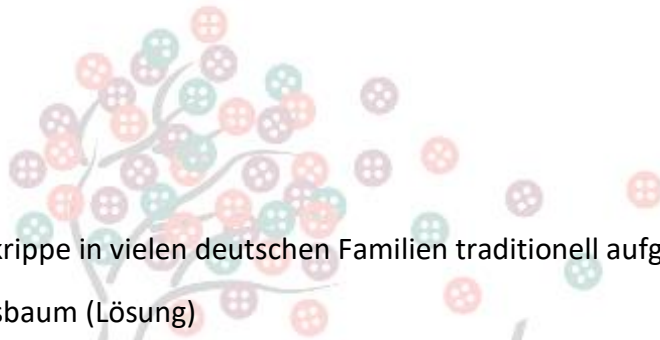 krippe in vielen deutschen Familien traditionell aufg
sbaum (Lösung)